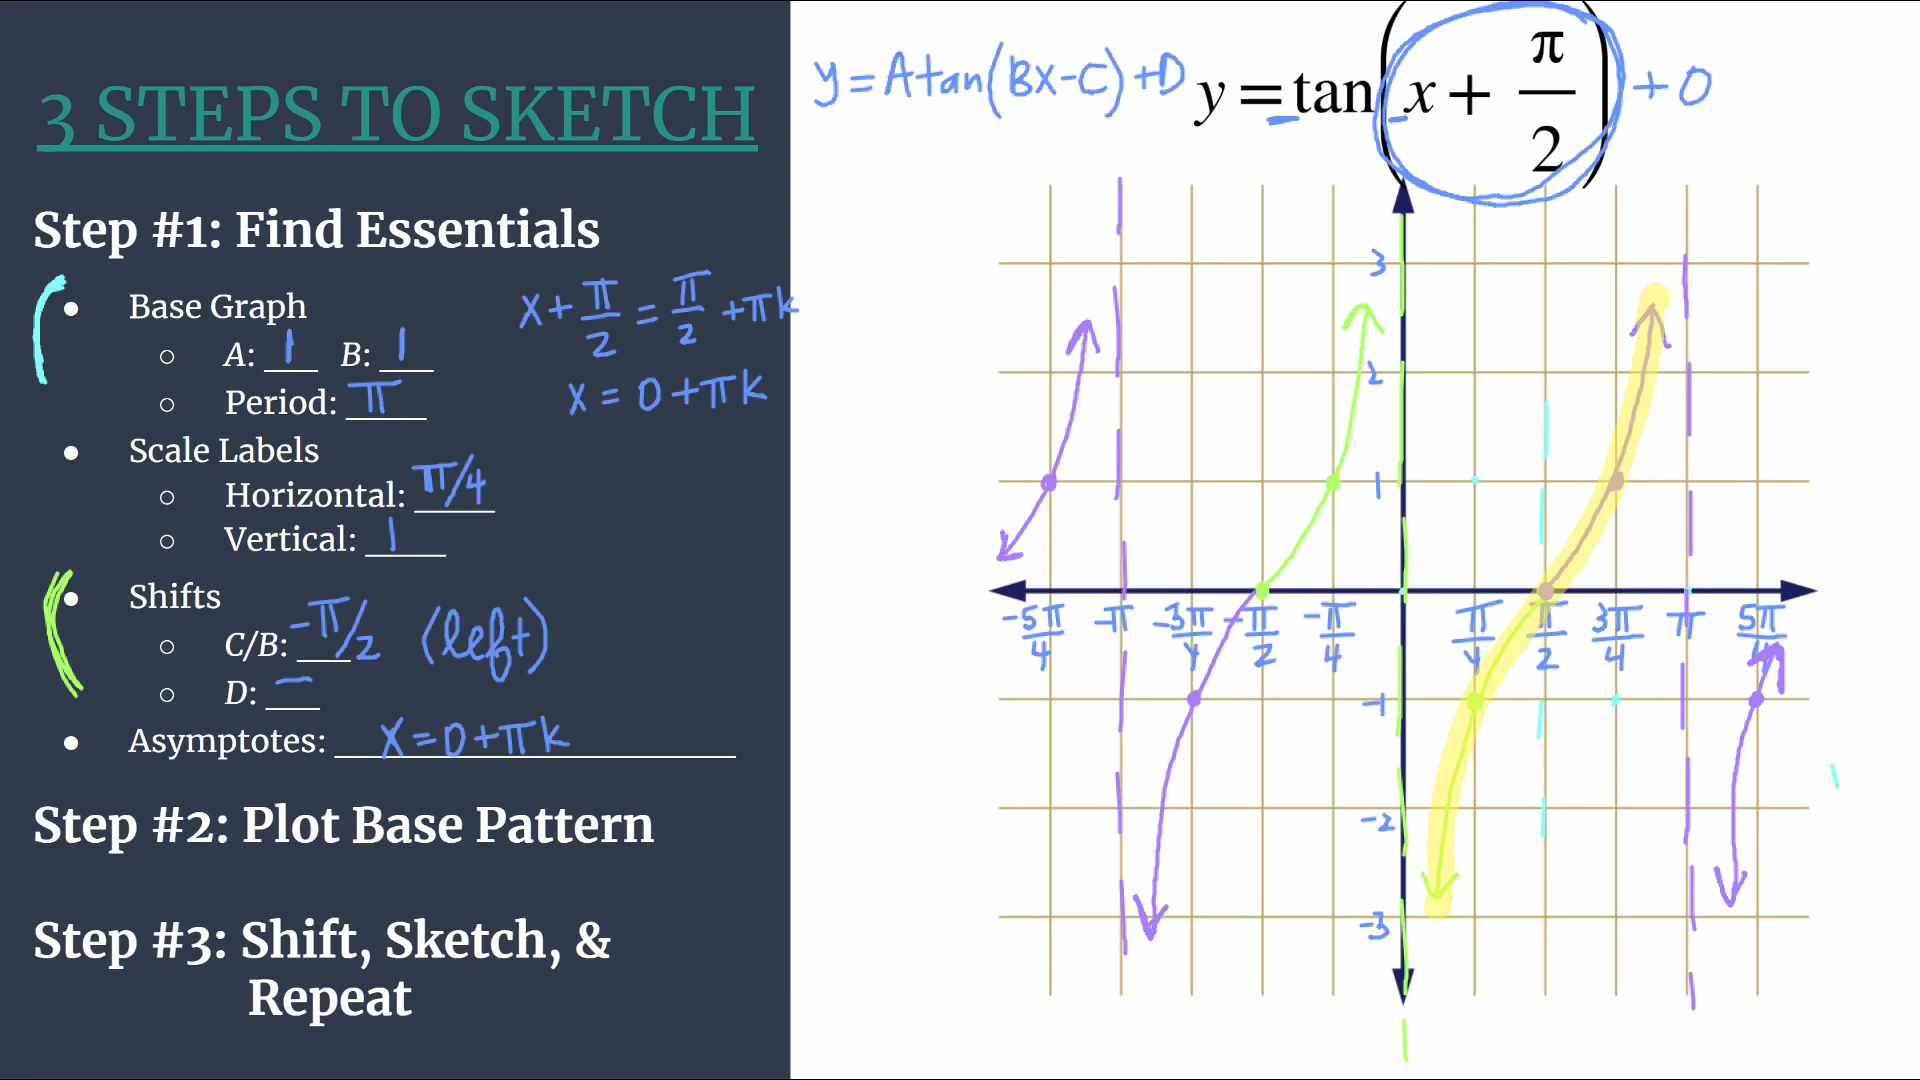 y=Atan(Bx-C)+D y=tan(x+π/2)+0
3 STEPS TO SKETCH
Step #1: Find Essentials
Base Graph
A: 1 B: 1
Period: π
x+π/2=π/2+πk
x=0+πk
Scale Labels
Horizontal: π/4
Vertical: 1
Shifts
C/B: -π/2 (left)
D: —
Asymptotes: x=0+πk
Step #2: Plot Base Pattern
Step #3: Shift, Sketch, &
Repeat
3
2
1
-5π/4 -π -3π/4 -π/2 -π/4 π/4 π/2 3π/4 π 5π/4
-1
-2
-3